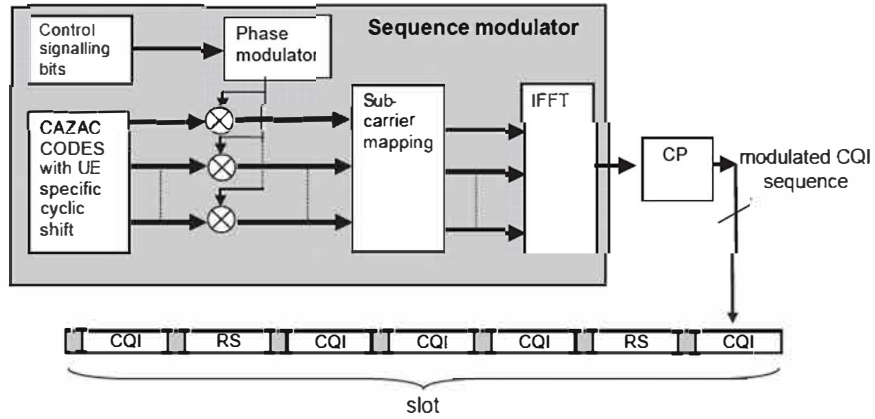 Sequence modulator
Control
signalling
bits
Phase
modulator
CAZAC
CODES
with UE
specific
cyclic
shift
Sub-
carrier
mapping
IFFT
CP
modulated CQI
sequence
CQI
RS
CQI
CQI
CQI
RS
CQI
slot